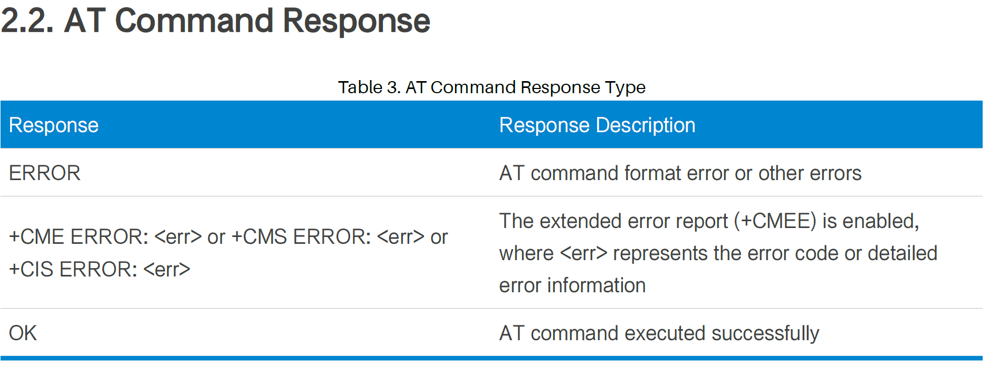 2.2. AT Command Response
Table 3. AT Command Response Type
Response
Response Description
ERROR
AT command format error or other errors
+CME ERROR: <err> or +CMS ERROR: <err> or
+CIS ERROR: <err>
The extended error report (+CMEE) is enabled,
where <err> represents the error code or detailed
error information
OK
AT command executed successfully